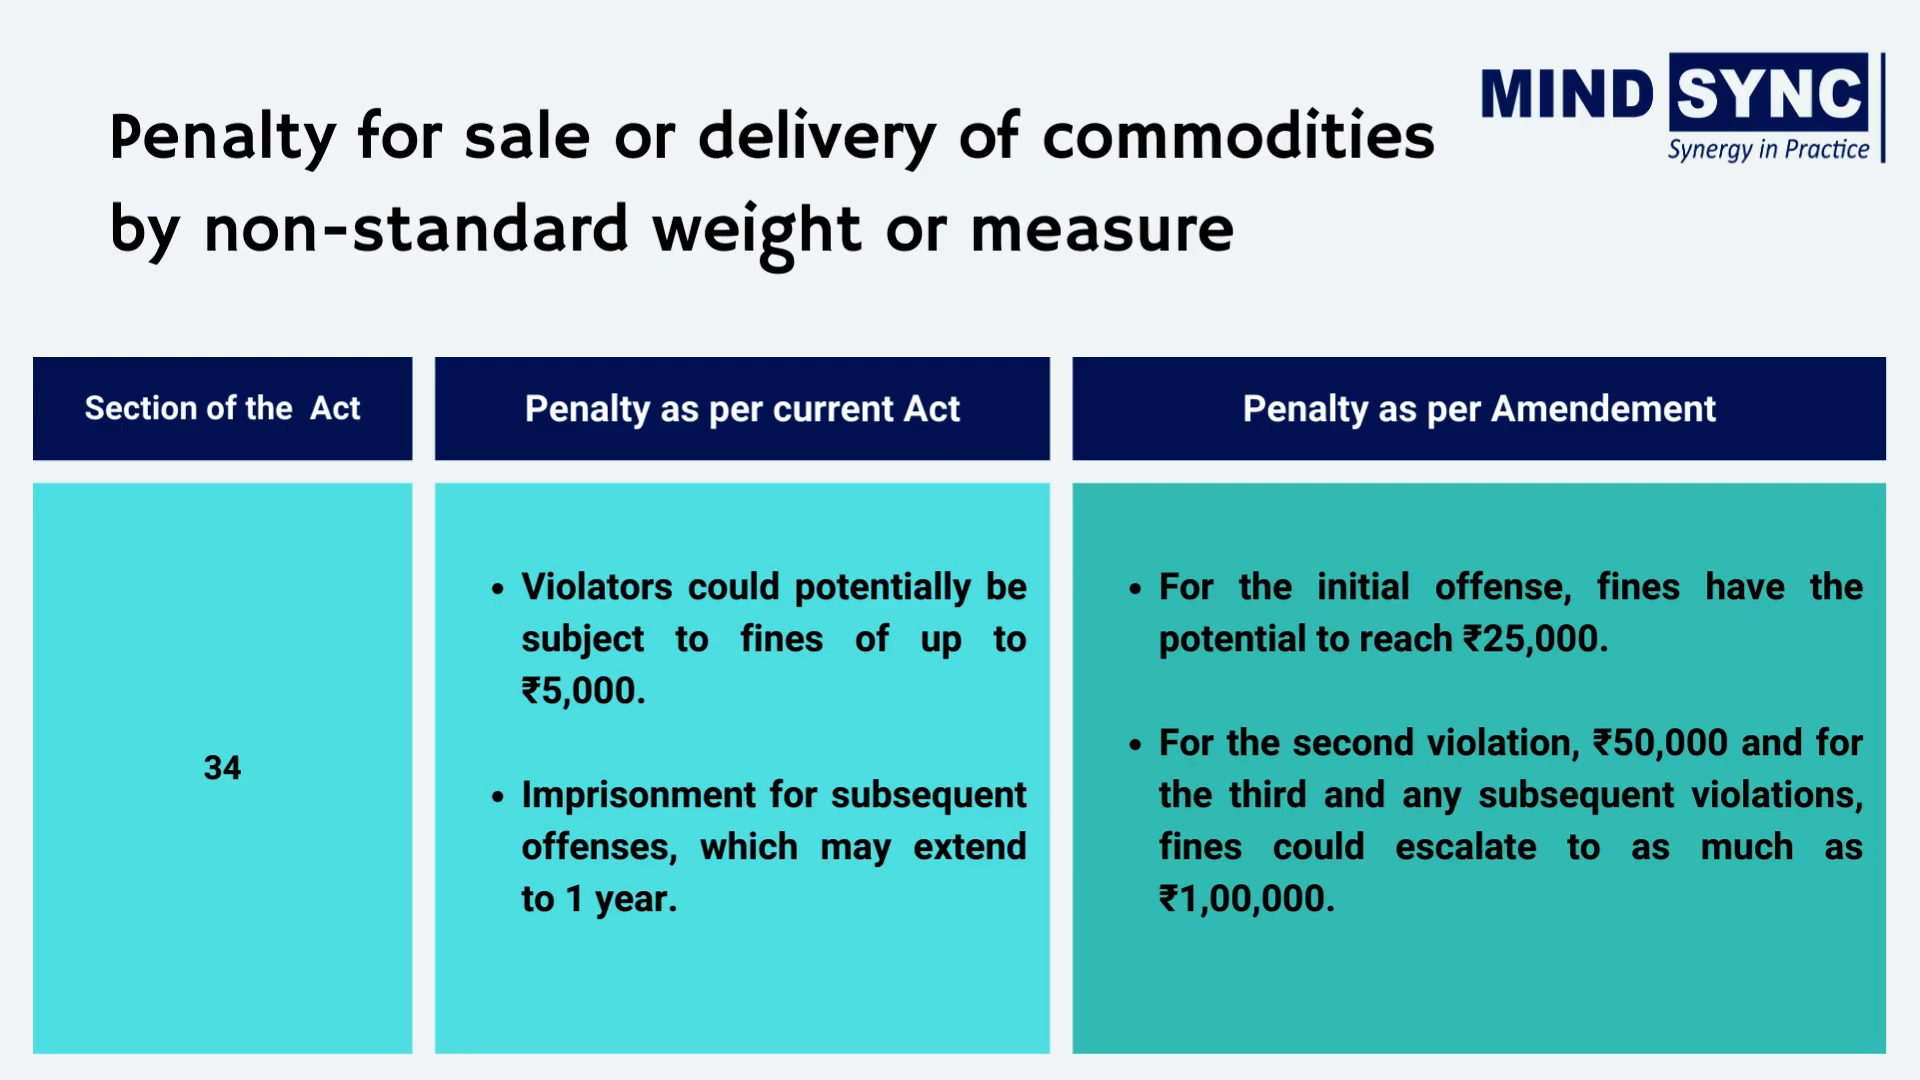 MIND SYNC
Synergy in Practice
Penalty for sale or delivery of commodities
by non-standard weight or measure
Section of the Act
Penalty as per current Act
Penalty as per Amendement
34
• Violators could potentially be
subject to fines of up to
₹5,000.
• Imprisonment for subsequent
offenses, which may extend
to 1 year.
• For the initial offense, fines have the
potential to reach ₹25,000.
• For the second violation, ₹50,000 and for
the third and any subsequent violations,
fines could escalate to as much as
₹1,00,000.